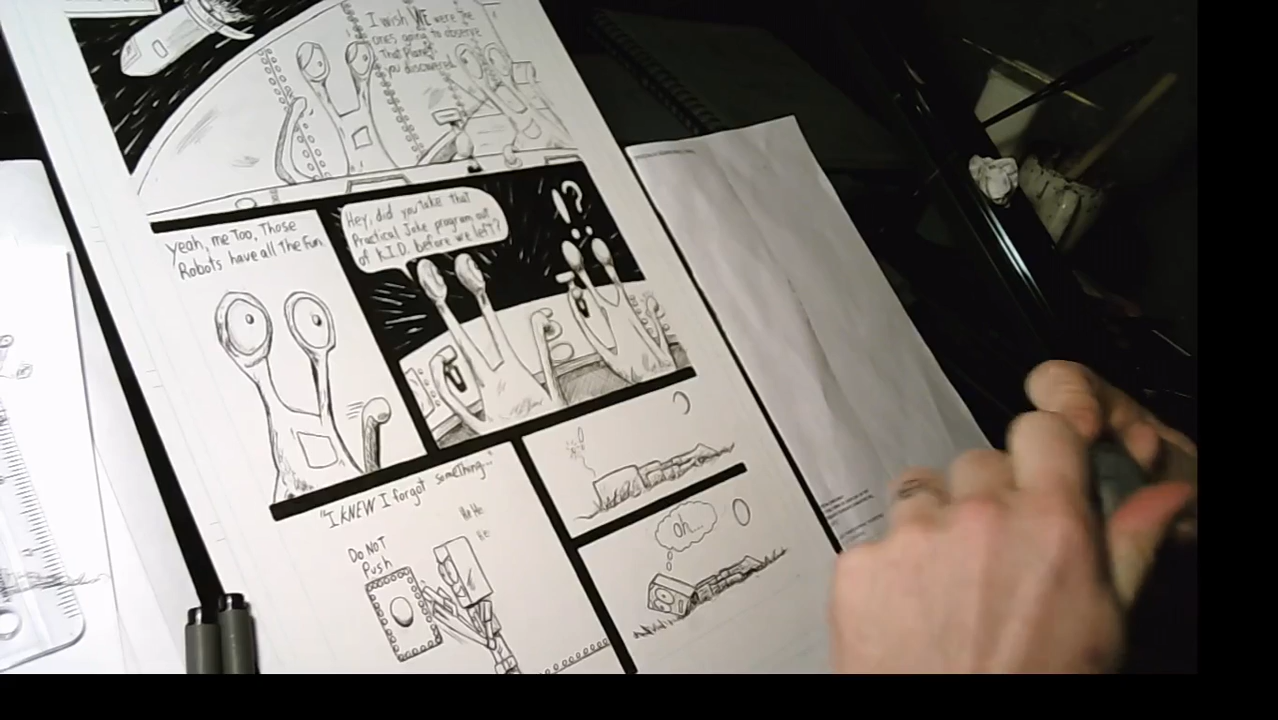 I wish WE were the
ones going to observe
That Planet
you discovered.
Yeah, me Too, Those
Robots have all the Fun.
Hey, did you Take that
Practical Joke program out
of K.I.D. before we left?
!?
"I KNEW I forgot something..."
DO NOT
Push
Ha He
He
oh...